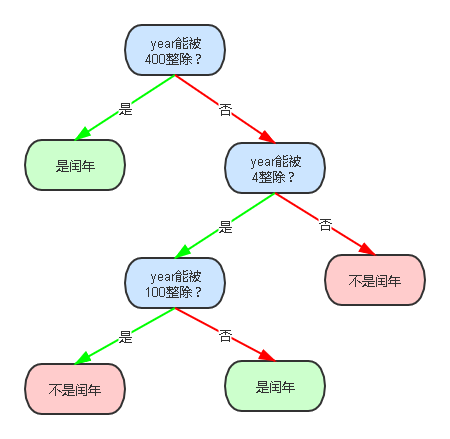 year能被
400整除？
是
否
是闰年
year能被
4整除？
是
否
year能被
100整除？
不是闰年
是
否
不是闰年
是闰年